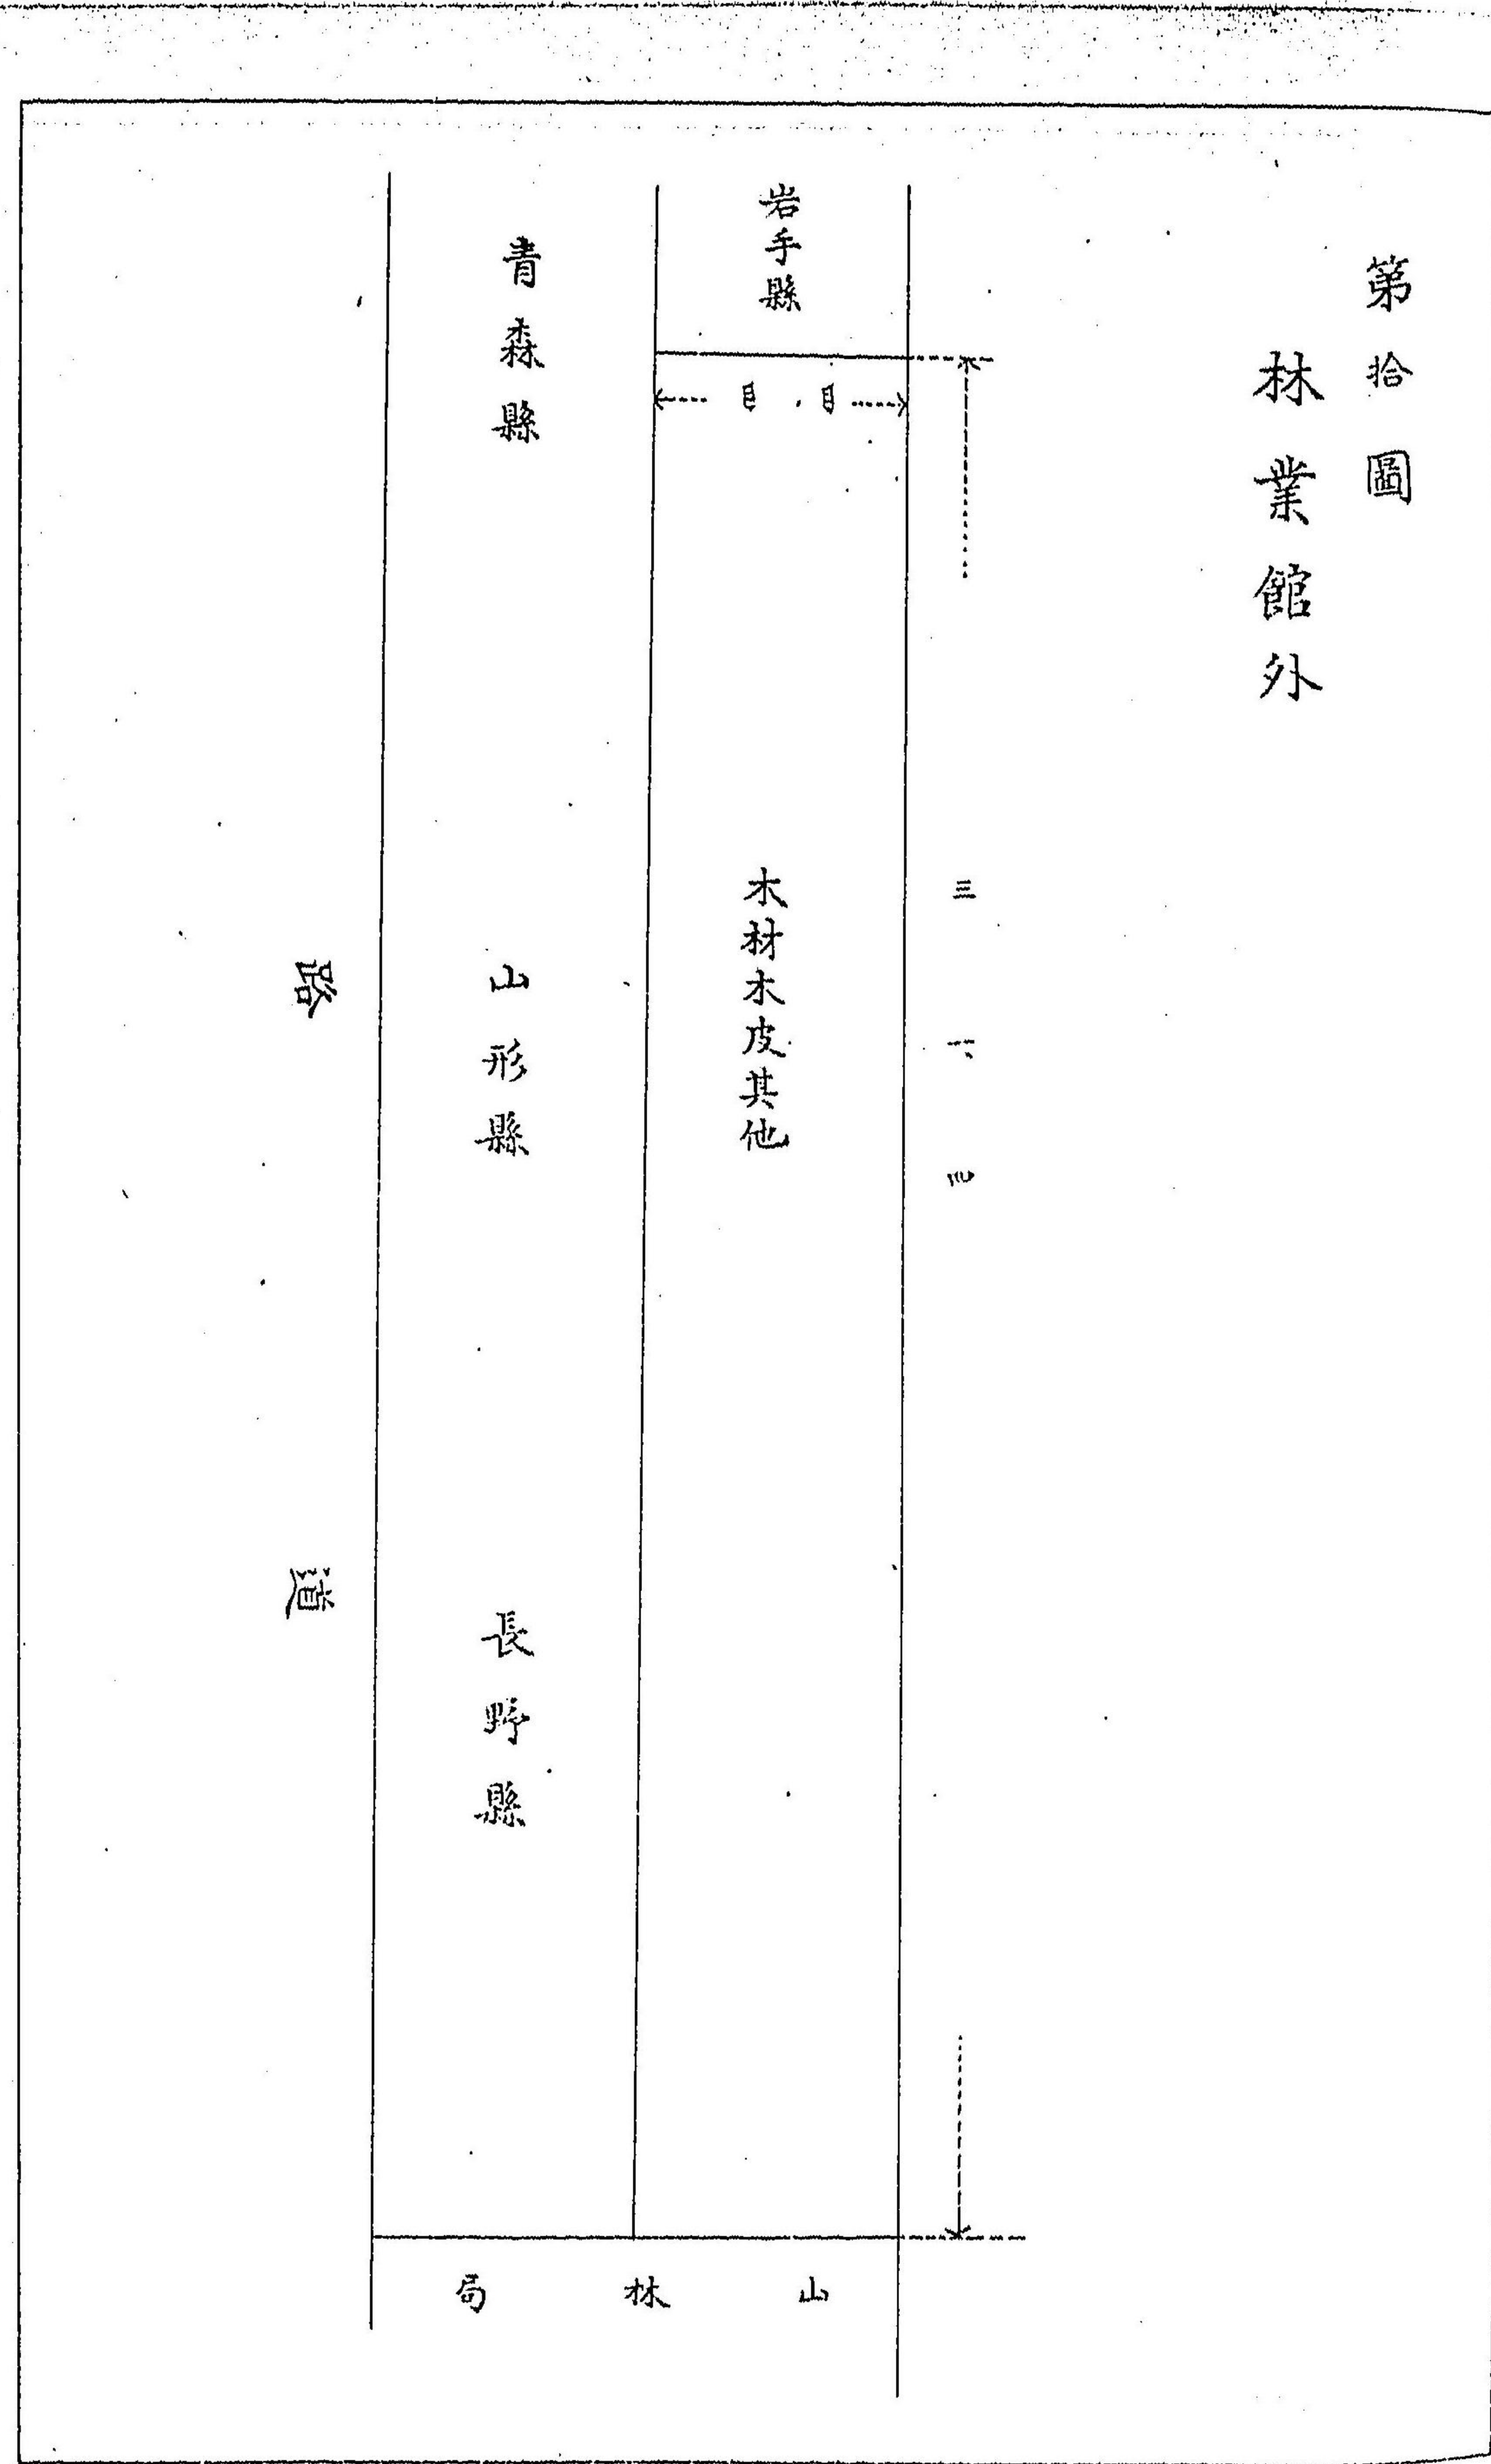 第拾圖
林業館外
岩手縣
木材木皮其他
青森縣
山形縣
長野縣
道路
山林局